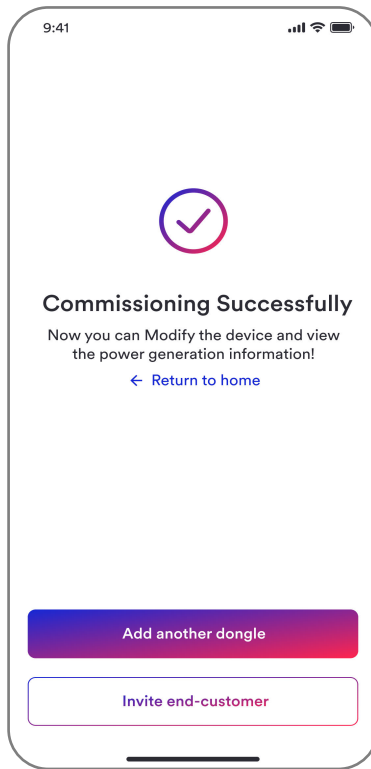 9:41
Commissioning Successfully
Now you can Modify the device and view
the power generation information!
← Return to home
Add another dongle
Invite end-customer